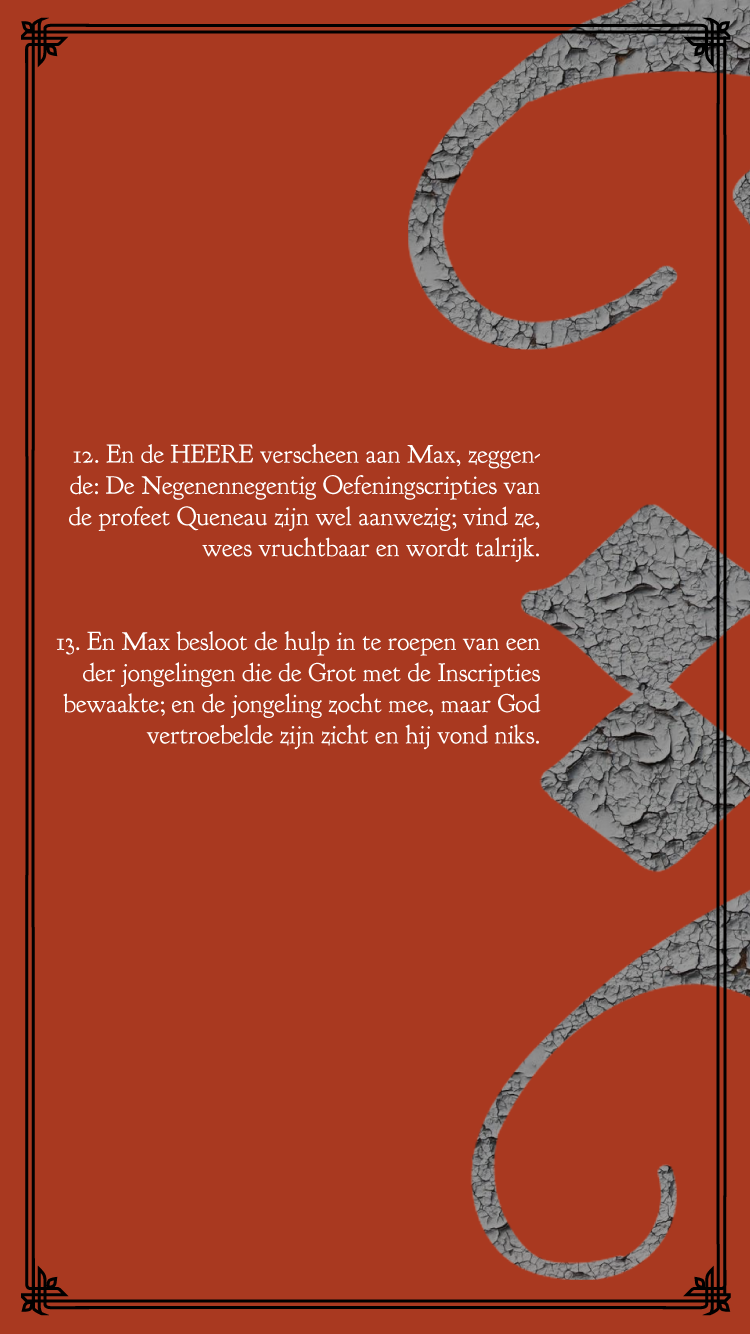 12. En de HEERE verscheen aan Max, zeggen-
de: De Negenennegentig Oefeningscripties van
de profeet Queneau zijn wel aanwezig; vind ze,
wees vruchtbaar en wordt talrijk.
13. En Max besloot de hulp in te roepen van een
der jongelingen die de Grot met de Inscripties
bewaakte; en de jongeling zocht mee, maar God
vertroebelde zijn zicht en hij vond niks.